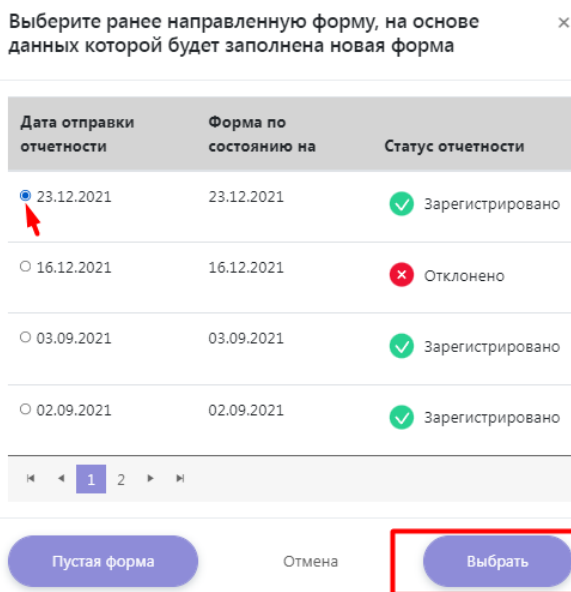 Выберите ранее направленную форму, на основе
данных которой будет заполнена новая форма
Дата отправки отчетности Форма по состоянию на Статус отчетности
23.12.2021 23.12.2021 Зарегистрировано
16.12.2021 16.12.2021 Отклонено
03.09.2021 03.09.2021 Зарегистрировано
02.09.2021 02.09.2021 Зарегистрировано
1 2
Пустая форма Отмена Выбрать